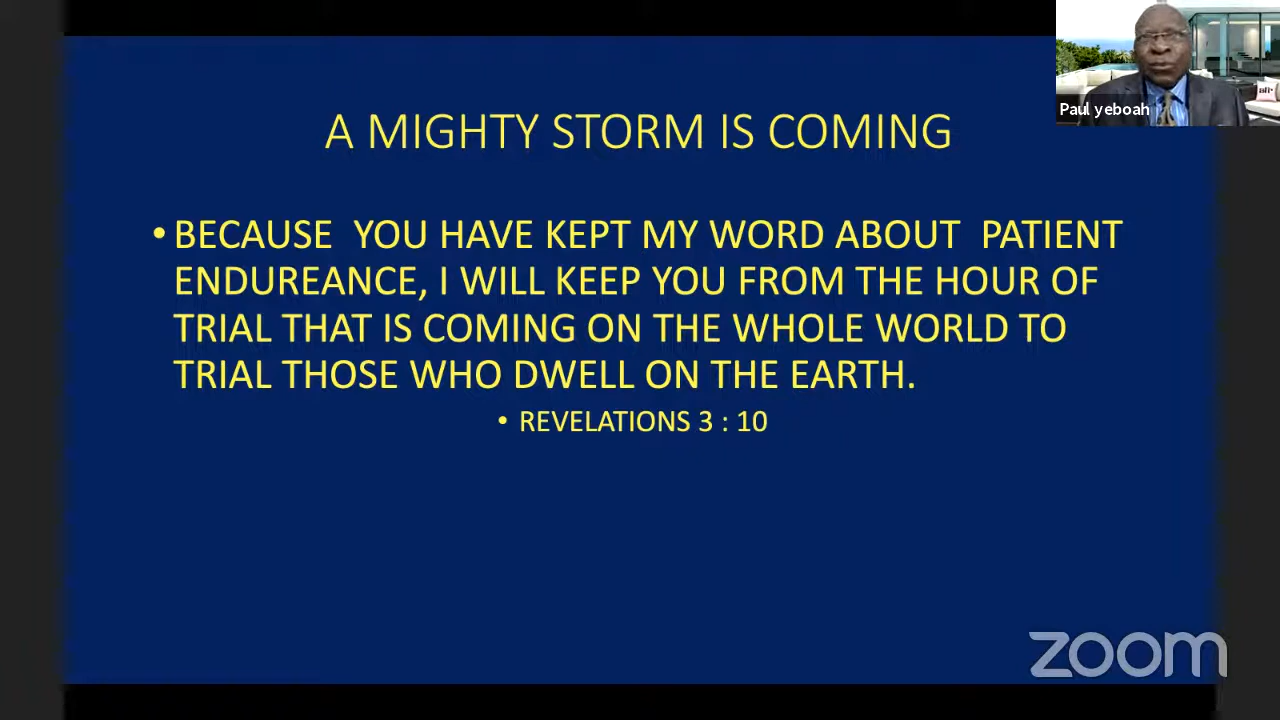 Paul yeboah
A MIGHTY STORM IS COMING
• BECAUSE YOU HAVE KEPT MY WORD ABOUT PATIENT
ENDUREANCE, I WILL KEEP YOU FROM THE HOUR OF
TRIAL THAT IS COMING ON THE WHOLE WORLD TO
TRIAL THOSE WHO DWELL ON THE EARTH.
• REVELATIONS 3 : 10
zoom